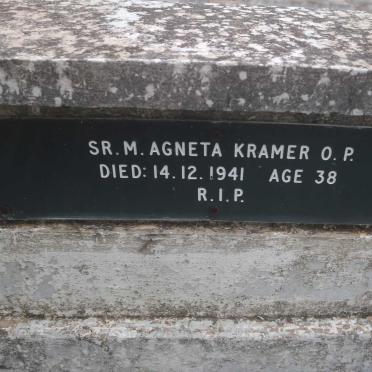 SR. M. AGNETA KRAMER O. P.
DIED: 14.12.1941 AGE 38
R.I.P.